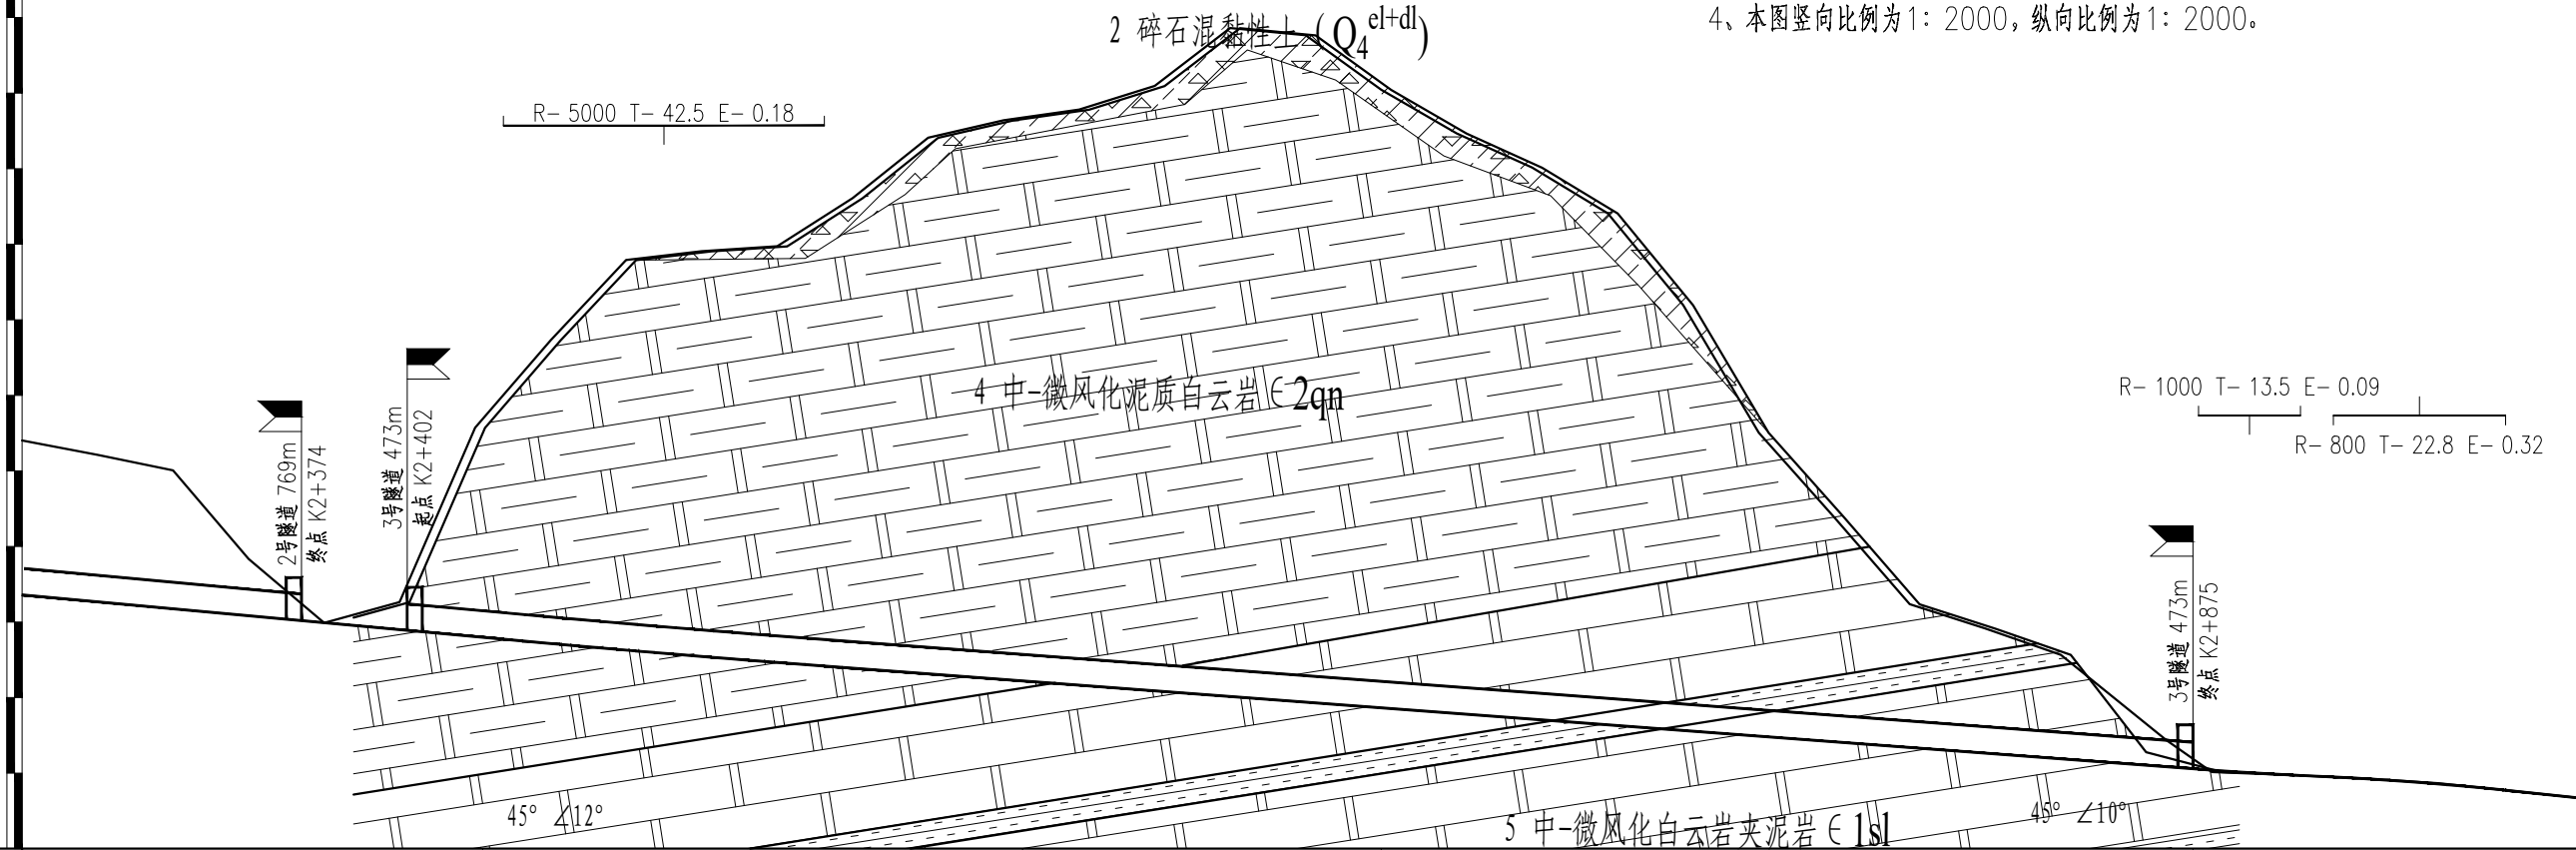 2 碎石混黏性土 (Q₄ᵉˡ⁺ᵈˡ)
4、本图竖向比例为1: 2000,纵向比例为1: 2000。
R- 5000 T- 42.5 E- 0.18
4 中-微风化泥质白云岩 ∈2qn
R- 1000 T- 13.5 E- 0.09
R- 800 T- 22.8 E- 0.32
2号隧道 769m
终点 K2+374
3号隧道 473m
起点 K2+402
3号隧道 473m
终点 K2+875
45° ∠12°
45° ∠10°
5 中-微风化白云岩夹泥岩 ∈1sl